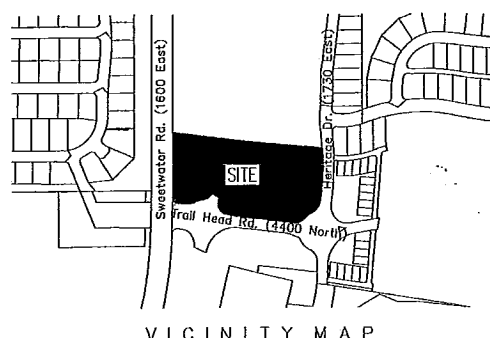 Sweetwater Rd. (1600 East)
Heritage Dr. (1730 East)
SITE
Trail Head Rd. (4400 North)
VICINITY MAP